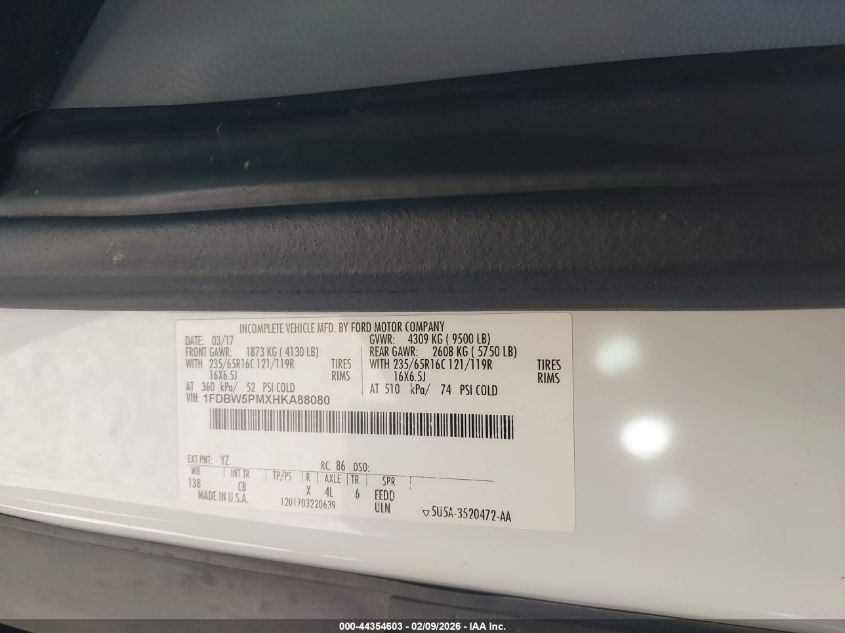 INCOMPLETE VEHICLE MFD. BY FORD MOTOR COMPANY
DATE: 03/17 GVWR: 4309 KG ( 9500 LB)
FRONT GAWR: 1873 KG ( 4130 LB) REAR GAWR: 2608 KG ( 5750 LB)
WITH 235/65R16C 121/119R TIRES WITH 235/65R16C 121/119R TIRES
16X6.5J RIMS 16X6.5J RIMS
AT 360 kPa/ 52 PSI COLD AT 510 kPa/ 74 PSI COLD
VIN: 1FDBW5PMXHKA88080
EXT PNT: YZ RC: 86 DSO:
WB INT TR TP/PS R AXLE TR SPR
138 CB X 4L 6 EEDD
MADE IN U.S.A. 1201703220639 ULN ▽5U5A-3520472-AA
000-44354603 - 02/09/2026 - IAA Inc.